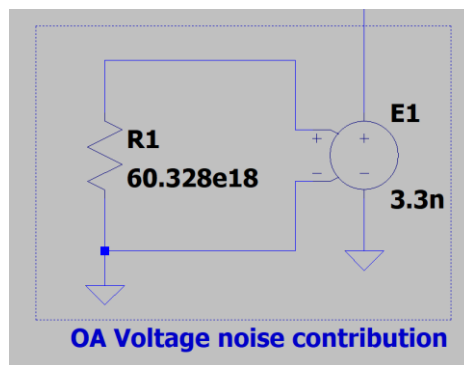 E1
R1
60.328e18
3.3n
OA Voltage noise contribution